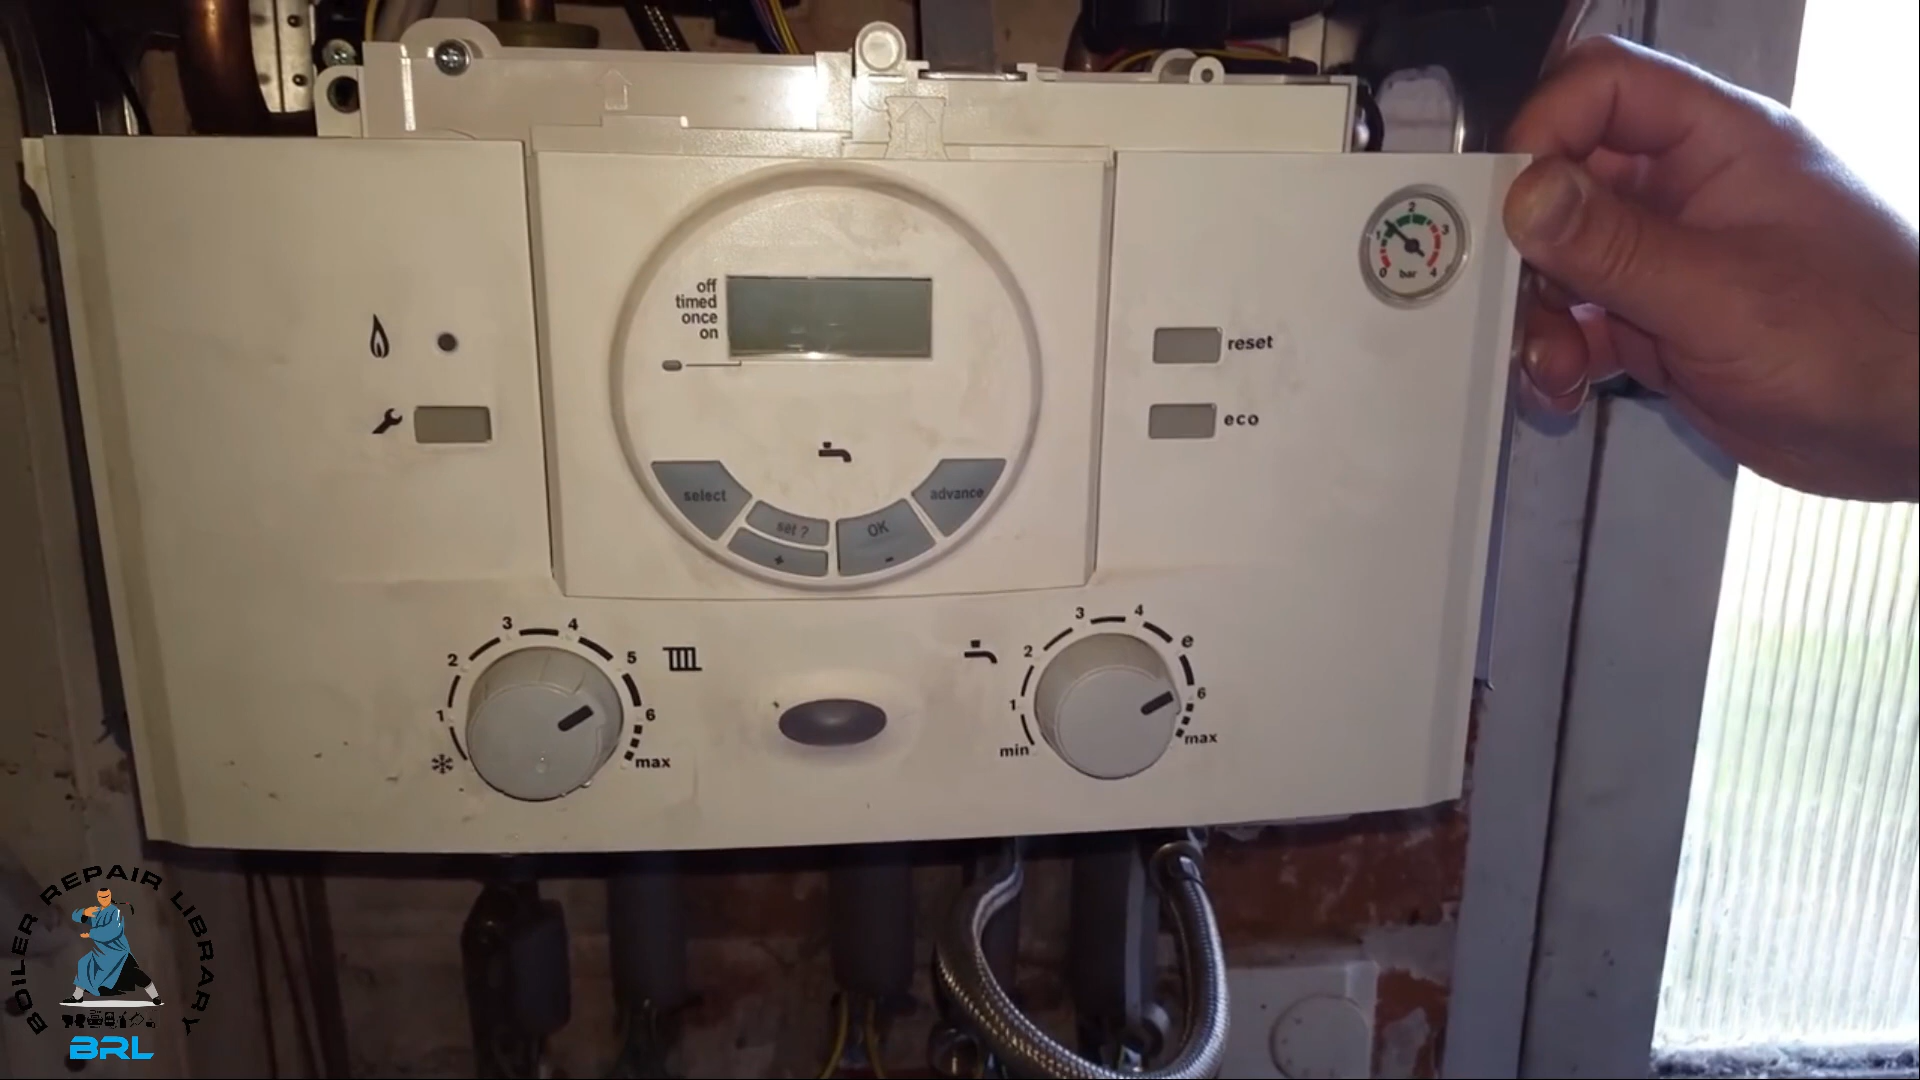 off
timed
once
on
select
set ?
+
OK
-
advance
reset
eco
0
1
2
3
4
bar
1
2
3
4
5
6
max
min
1
2
3
4
e
6
max
BOILER REPAIR LIBRARY
BRL